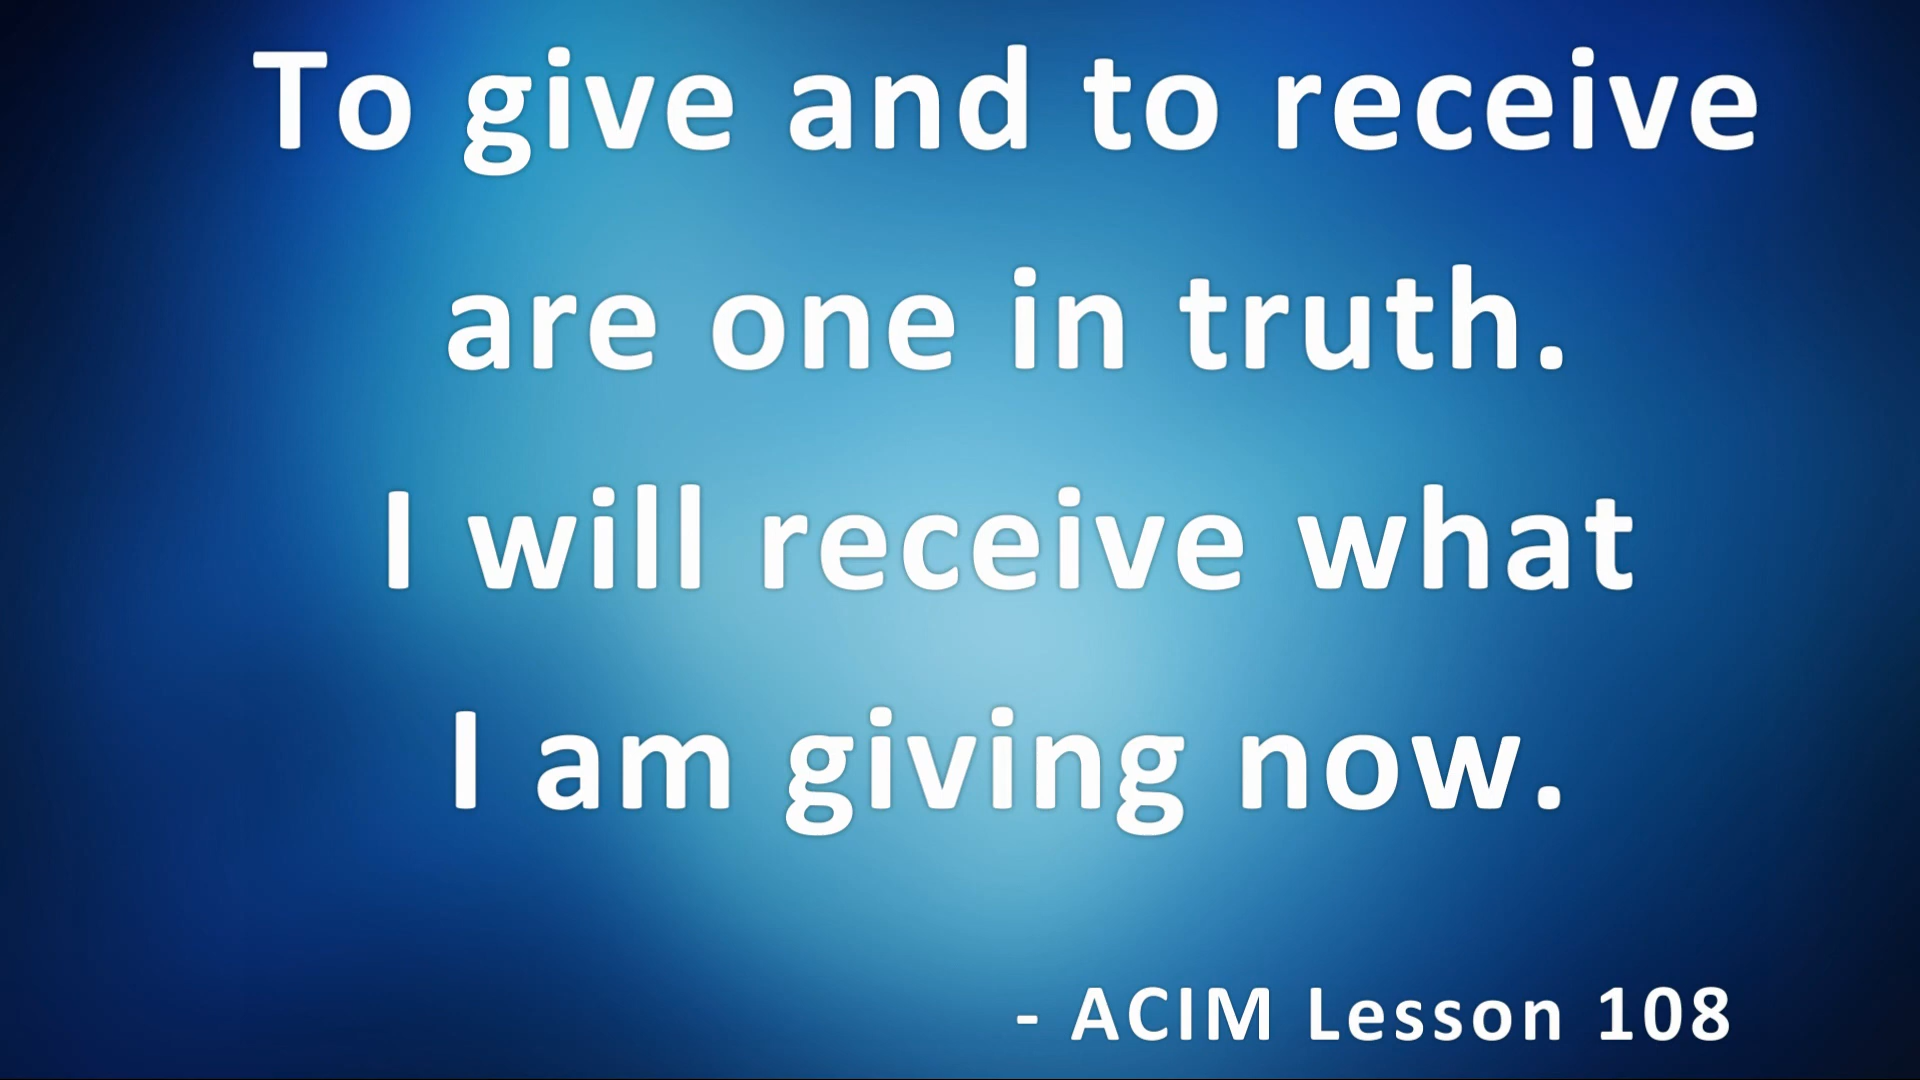 To give and to receive
are one in truth.
I will receive what
I am giving now.
- ACIM Lesson 108